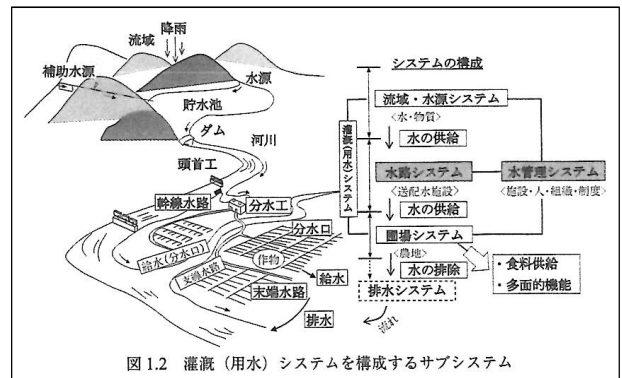 降雨
流域
補助水源
水源
貯水池
ダム
河川
頭首工
幹線水路
分水工
分水口
給水(分水口)
作物
支線水路
給水
末端水路
排水
流れ
システムの構成
灌漑(用水)システム
流域・水源システム
<水・物質>
水の供給
水路システム
水管理システム
<送配水施設>
<施設・人・組織・制度>
水の供給
圃場システム
<農地>
水の排除
・食料供給
・多面的機能
排水システム
図 1.2 灌漑(用水)システムを構成するサブシステム